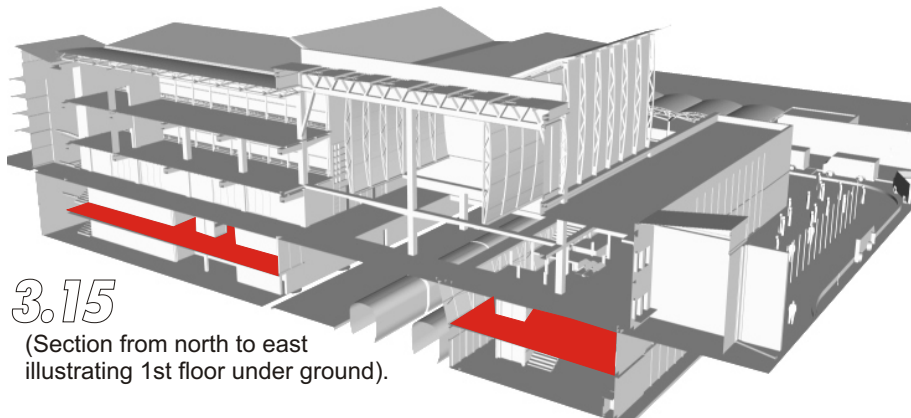 3.15
(Section from north to east
illustrating 1st floor under ground).